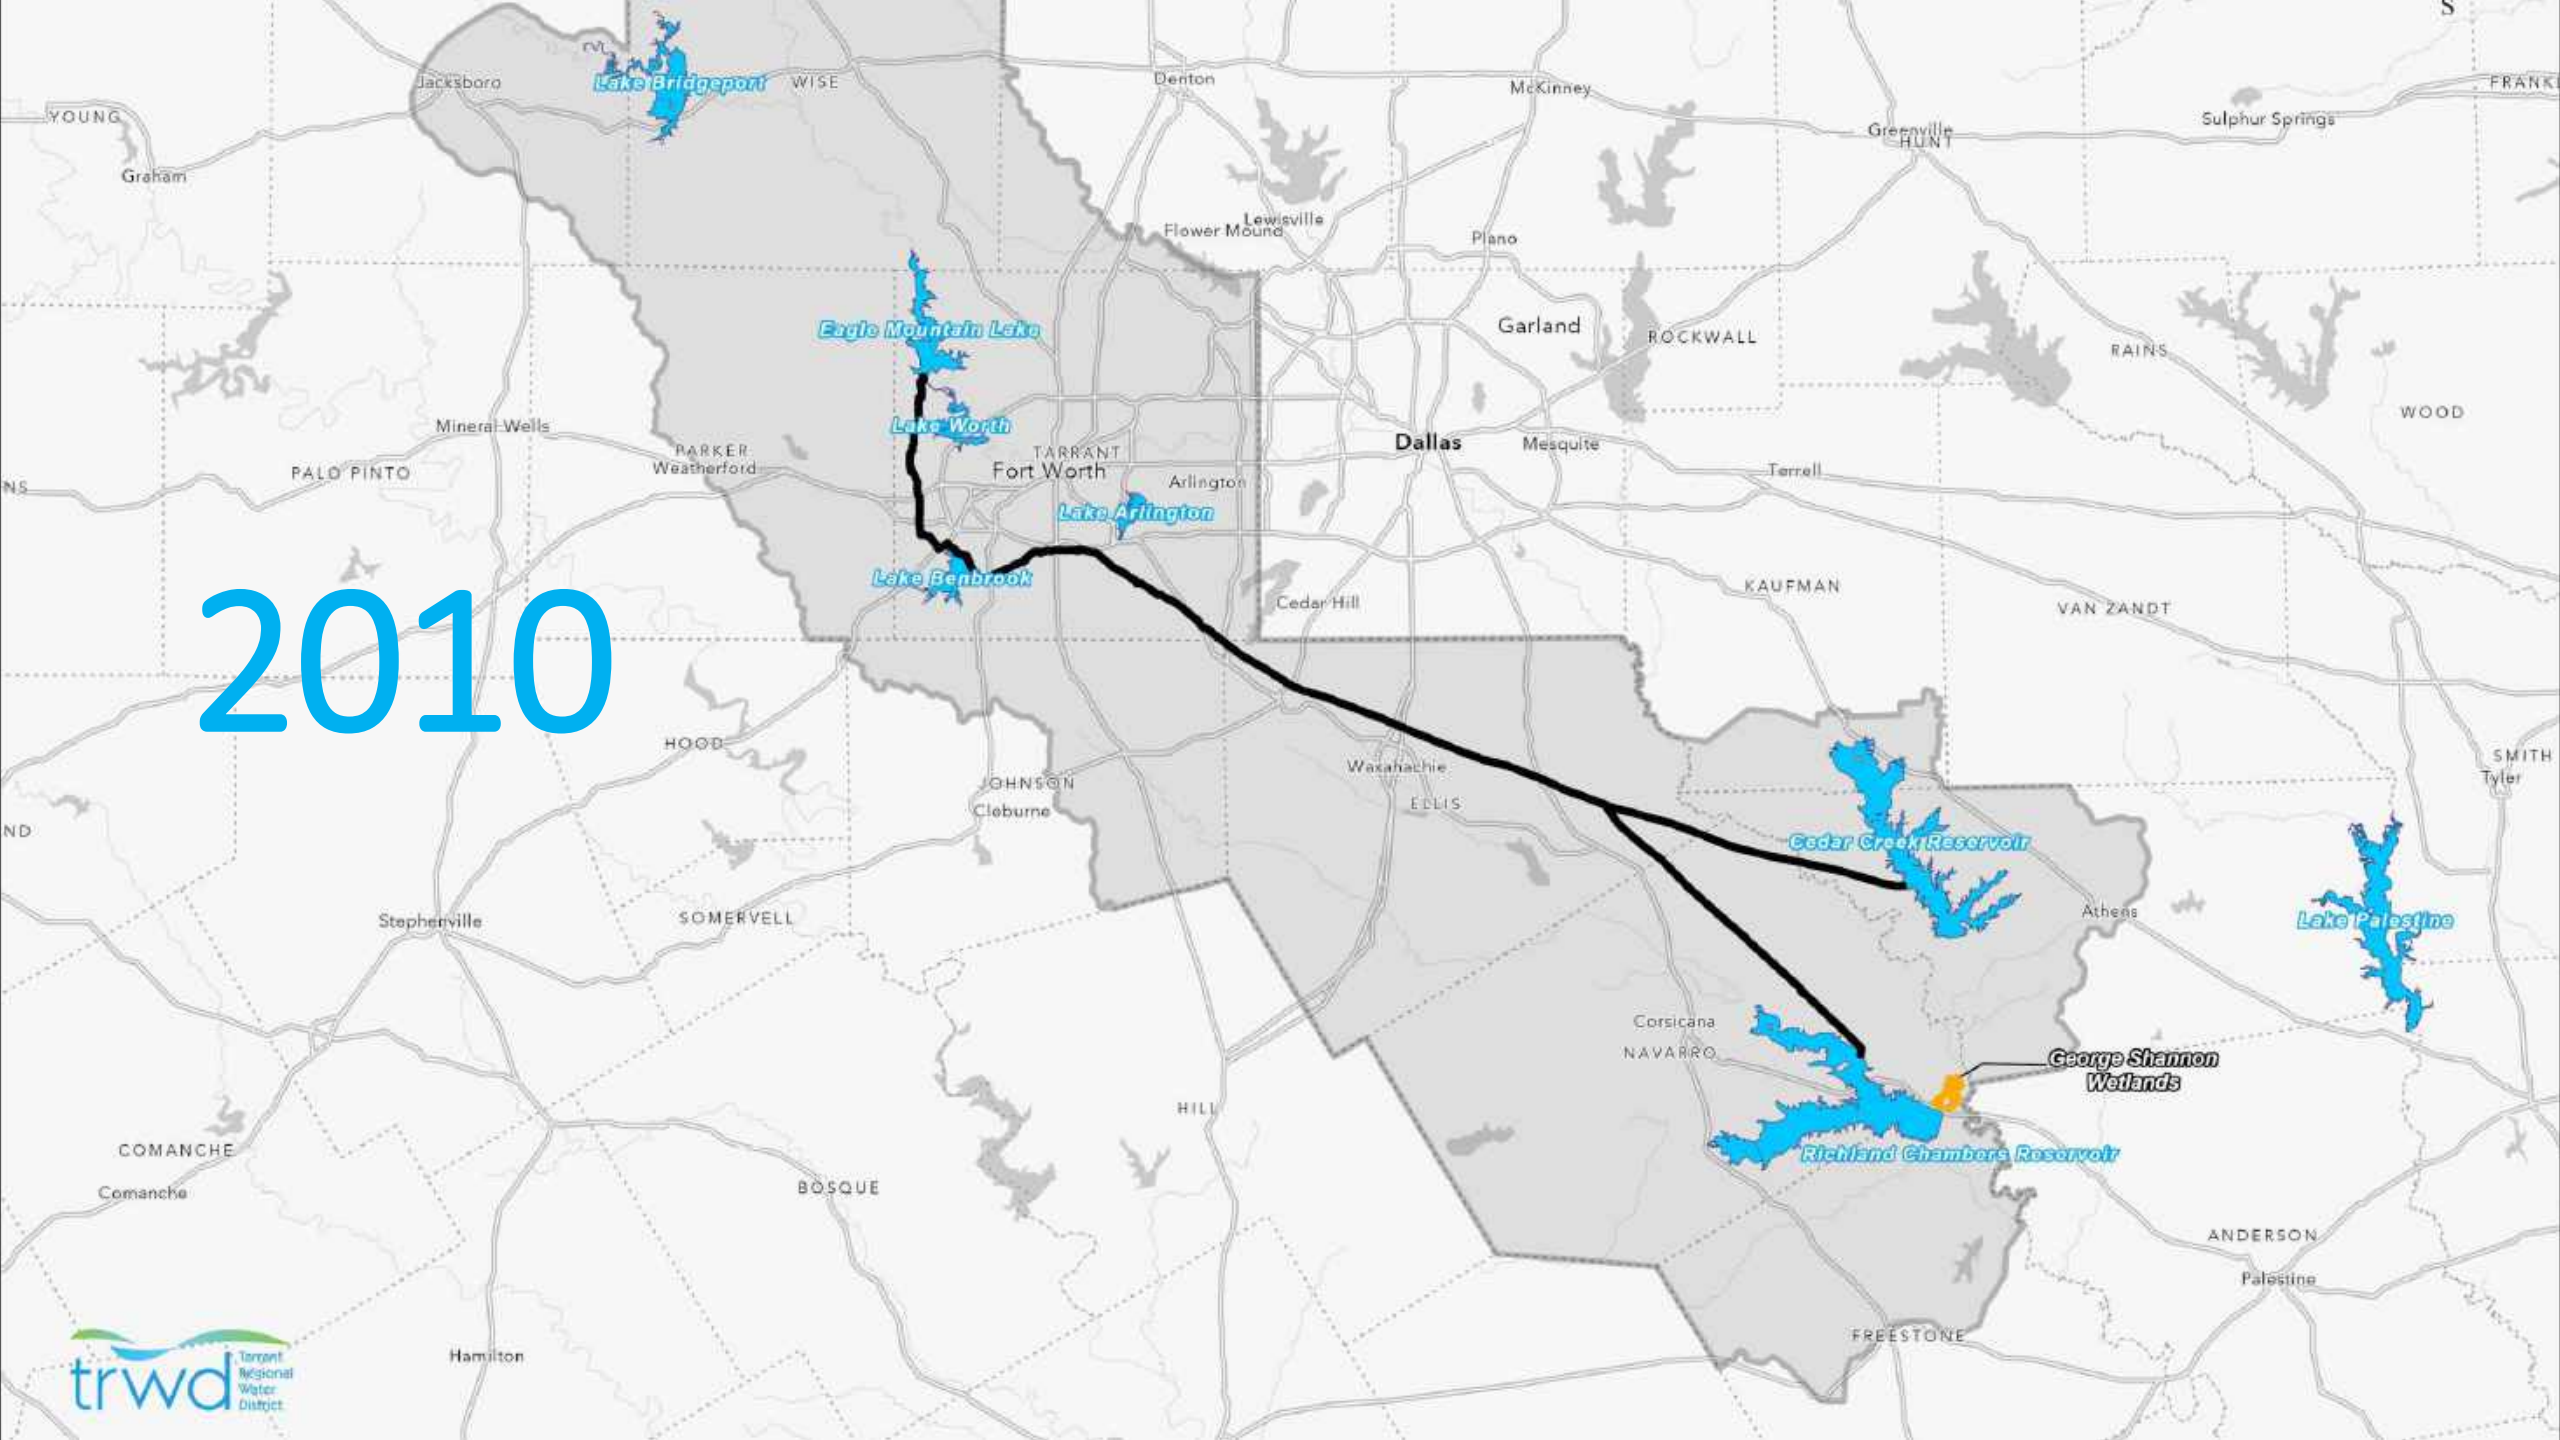 S
Jacksboro
Lake Bridgeport
WISE
Denton
McKinney
FRANKL
YOUNG
Sulphur Springs
Greenville
HUNT
Graham
Lewisville
Flower Mound
Plano
Eagle Mountain Lake
Garland
ROCKWALL
RAINS
WOOD
Lake Worth
Mineral Wells
PARKER
Weatherford
TARRANT
Fort Worth
Dallas
Mesquite
PALO PINTO
Terrell
NS
Arlington
Lake Arlington
Lake Benbrook
KAUFMAN
Cedar Hill
VAN ZANDT
2010
HOOD
SMITH
Tyler
Waxahachie
JOHNSON
Cleburne
ELLIS
ND
Cedar Creek Reservoir
Stephenville
SOMERVELL
Athens
Lake Palestine
Corsicana
NAVARRO
George Shannon
Wetlands
HILL
COMANCHE
Richland Chambers Reservoir
Comanche
BOSQUE
ANDERSON
Palestine
FREESTONE
Hamilton
trwd
Tarrant
Regional
Water
District